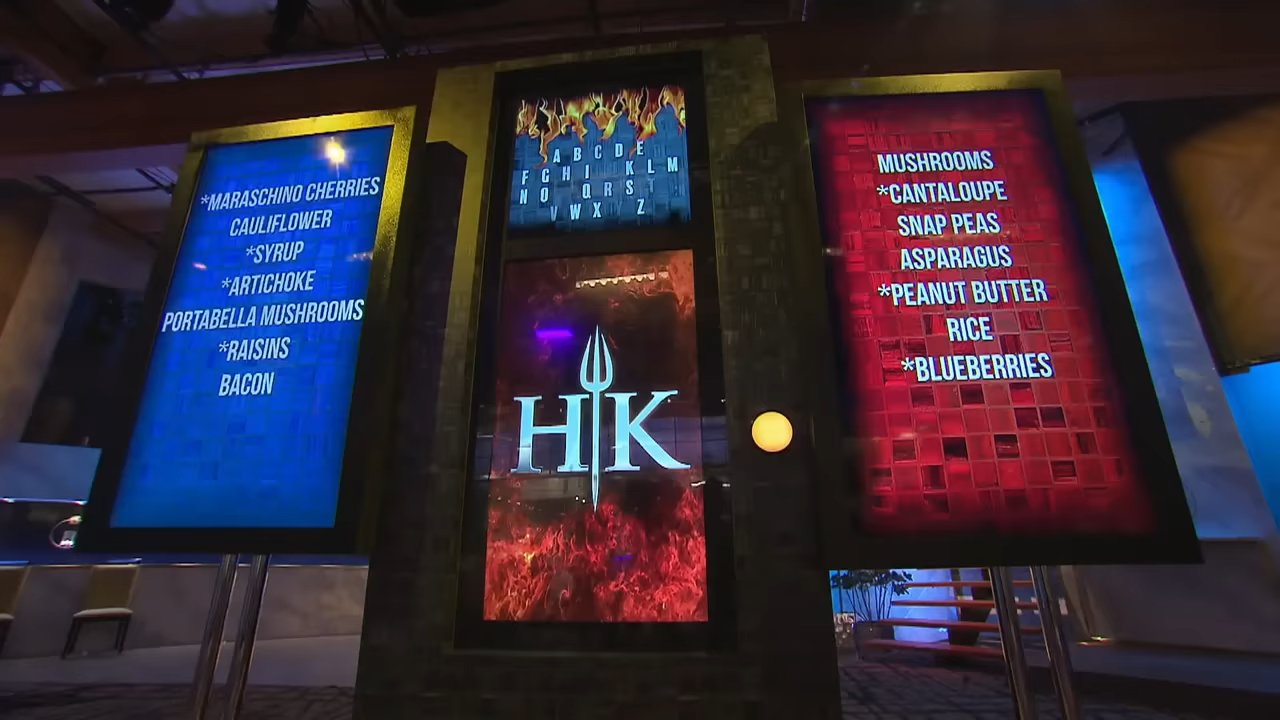 *MARASCHINO CHERRIES
CAULIFLOWER
*SYRUP
*ARTICHOKE
PORTABELLA MUSHROOMS
*RAISINS
BACON
A B C D E
F G H I K L M
N O Q R S T
V W X Z
HK
MUSHROOMS
*CANTALOUPE
SNAP PEAS
ASPARAGUS
*PEANUT BUTTER
RICE
*BLUEBERRIES